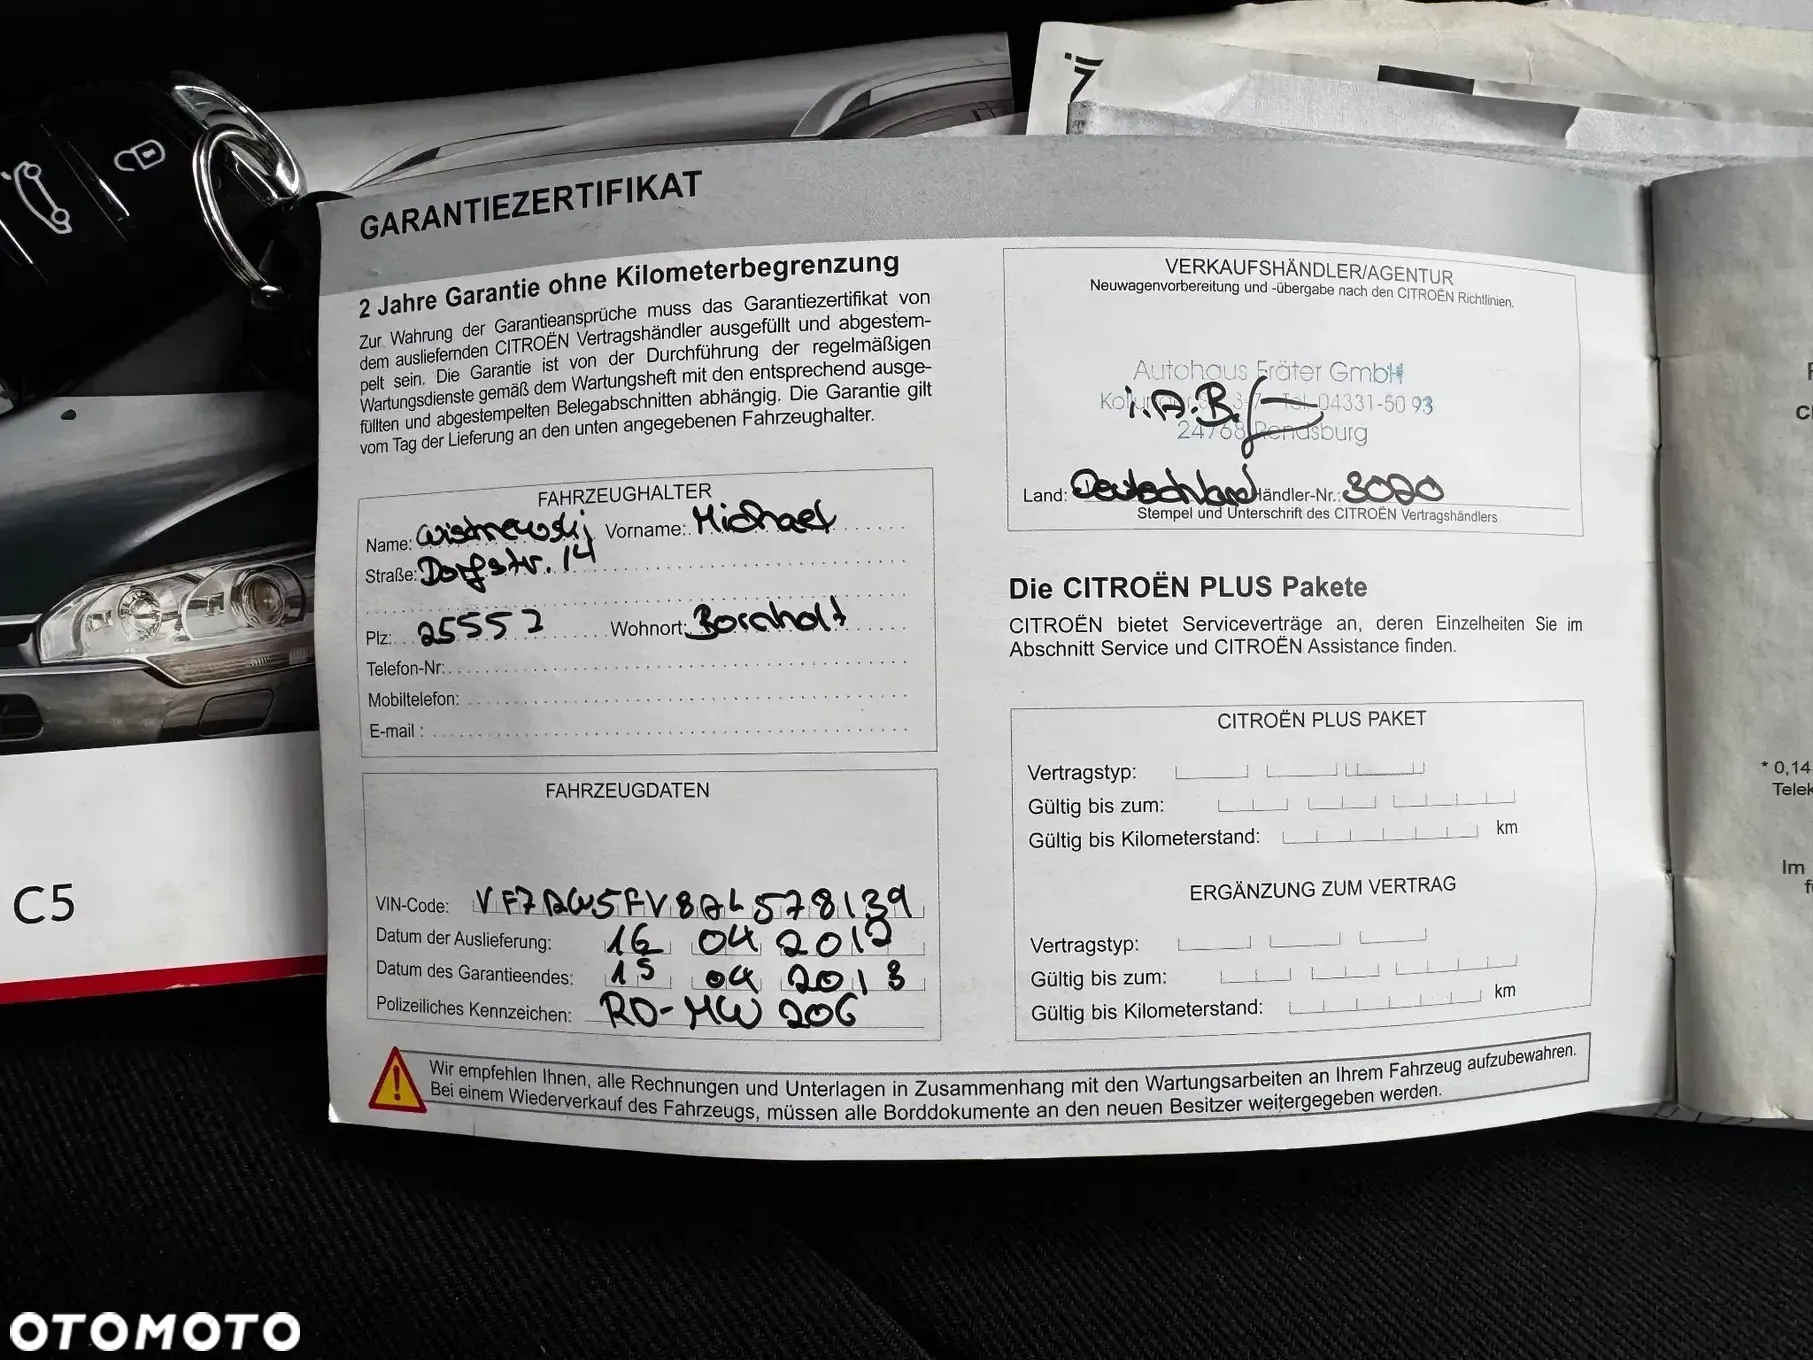 GARANTIEZERTIFIKAT
2 Jahre Garantie ohne Kilometerbegrenzung
Zur Wahrung der Garantieansprüche muss das Garantiezertifikat von
dem ausliefernden CITROËN Vertragshändler ausgefüllt und abgestem-
pelt sein. Die Garantie ist von der Durchführung der regelmäßigen
Wartungsdienste gemäß dem Wartungsheft mit den entsprechend ausge-
füllten und abgestempelten Belegabschnitten abhängig. Die Garantie gilt
vom Tag der Lieferung an den unten angegebenen Fahrzeughalter.
FAHRZEUGHALTER
Name: Wischnewski Vorname: Michael
Straße: Dorfstr. 14
Plz: 25557 Wohnort: Bornholt
Telefon-Nr:
Mobiltelefon:
E-mail :
FAHRZEUGDATEN
VIN-Code: VF7RW5FV8AL578139
Datum der Auslieferung: 16 04 2012
Datum des Garantieendes: 15 04 2013
Polizeiliches Kennzeichen: RD-MW 206
VERKAUFSHÄNDLER/AGENTUR
Neuwagenvorbereitung und -übergabe nach den CITROËN Richtlinien.
Autohaus Fräter GmbH
i.A.B.
Tel. 04331-50 93
24768 Rendsburg
Land: Deutschland Händler-Nr.: 3020
Stempel und Unterschrift des CITROËN Vertragshändlers
Die CITROËN PLUS Pakete
CITROËN bietet Serviceverträge an, deren Einzelheiten Sie im
Abschnitt Service und CITROËN Assistance finden.
CITROËN PLUS PAKET
Vertragstyp:
Gültig bis zum:
Gültig bis Kilometerstand: km
ERGÄNZUNG ZUM VERTRAG
Vertragstyp:
Gültig bis zum:
Gültig bis Kilometerstand: km
Wir empfehlen Ihnen, alle Rechnungen und Unterlagen in Zusammenhang mit den Wartungsarbeiten an Ihrem Fahrzeug aufzubewahren.
Bei einem Wiederverkauf des Fahrzeugs, müssen alle Borddokumente an den neuen Besitzer weitergegeben werden.
C5
* 0,14
Telek
Im
OTOMOTO